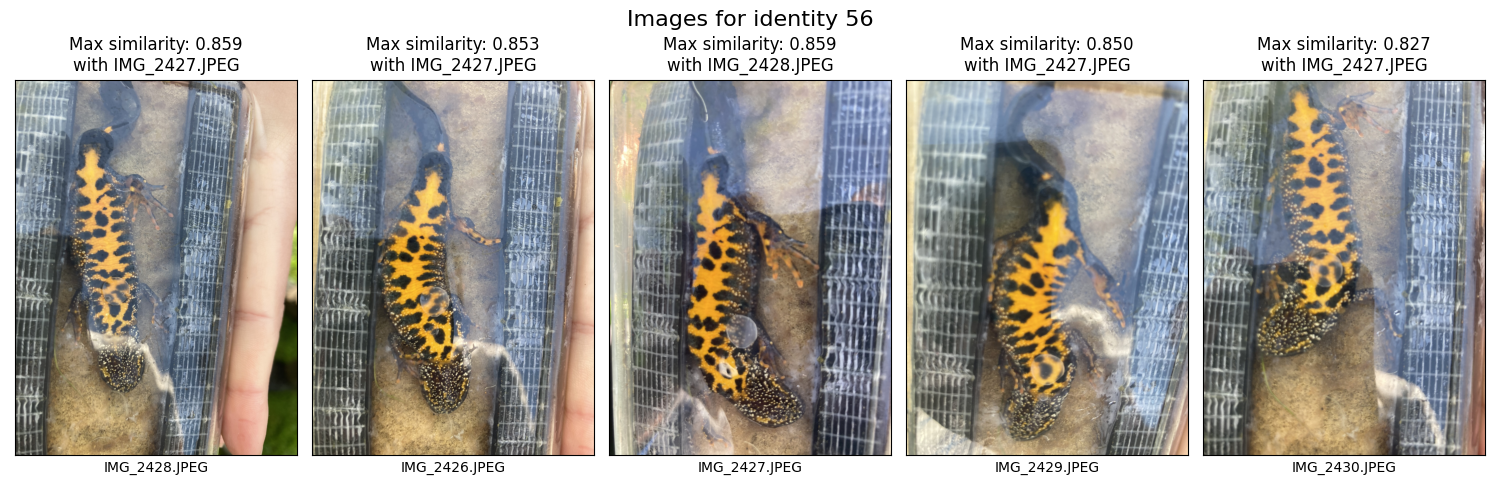 Images for identity 56
Max similarity: 0.859
with IMG_2427.JPEG
Max similarity: 0.853
with IMG_2427.JPEG
Max similarity: 0.859
with IMG_2428.JPEG
Max similarity: 0.850
with IMG_2427.JPEG
Max similarity: 0.827
with IMG_2427.JPEG
IMG_2428.JPEG
IMG_2426.JPEG
IMG_2427.JPEG
IMG_2429.JPEG
IMG_2430.JPEG